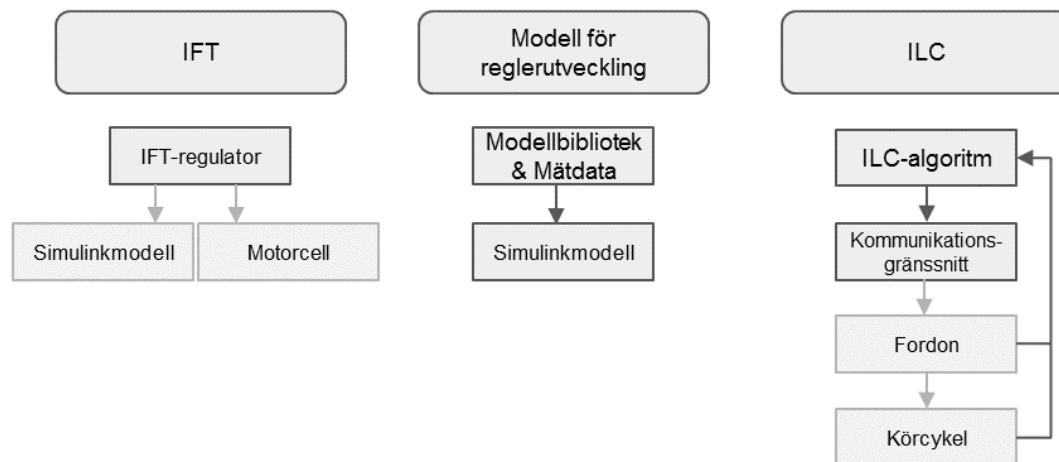 IFT
Modell för
reglerutveckling
ILC
IFT-regulator
Simulinkmodell
Motorcell
Modellbibliotek
& Mätdata
Simulinkmodell
ILC-algoritm
Kommunikations-
gränssnitt
Fordon
Körcykel